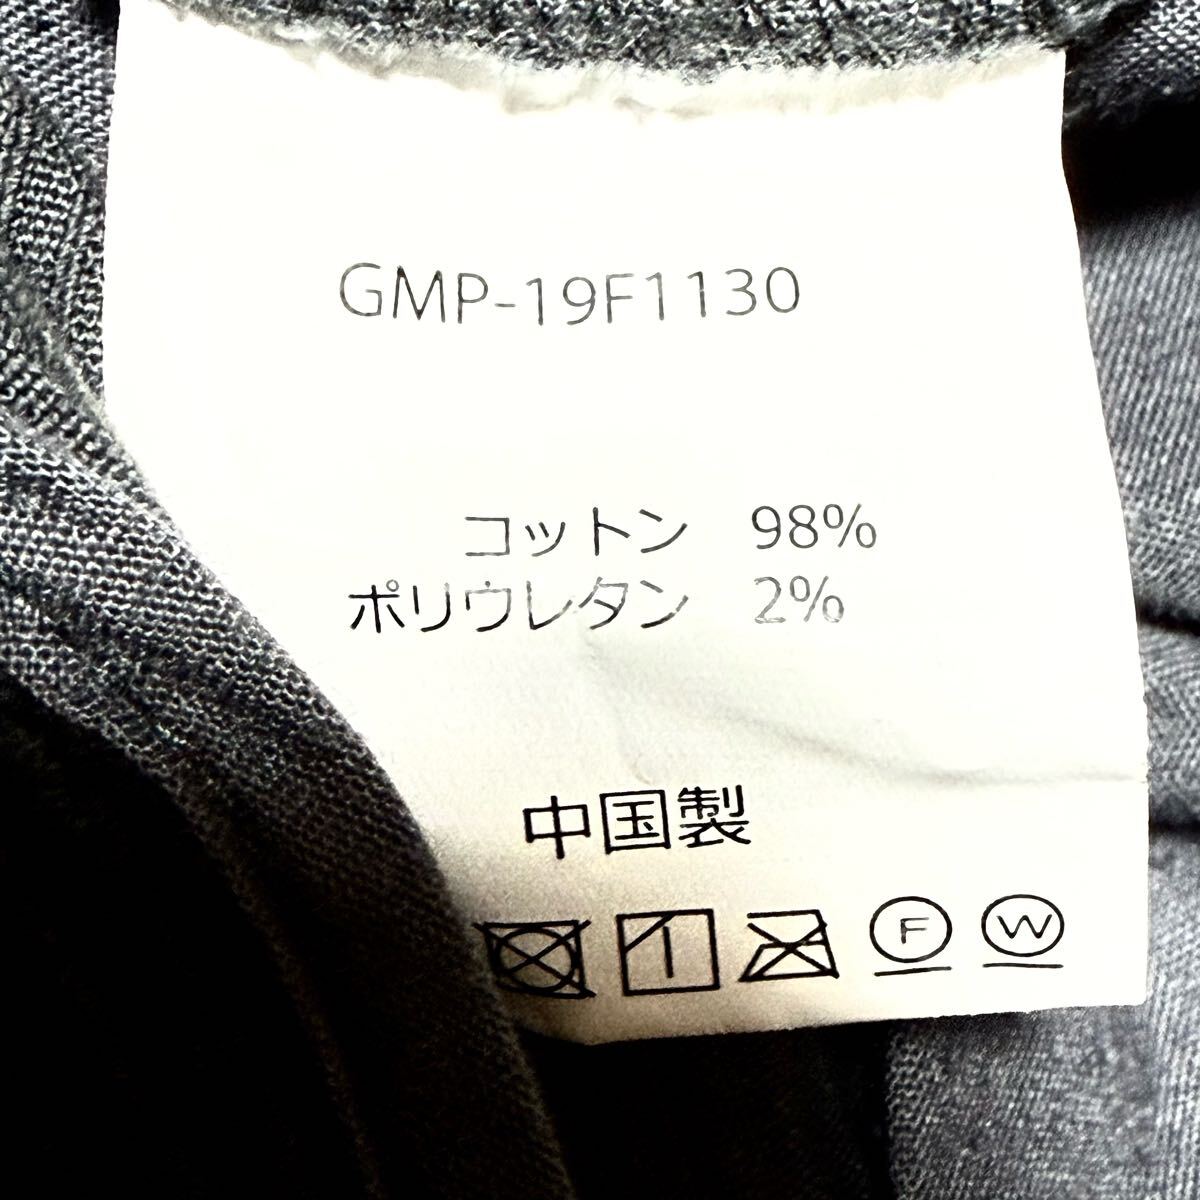 GMP-19F1130
コットン 98%
ポリウレタン 2%
中国製
F W